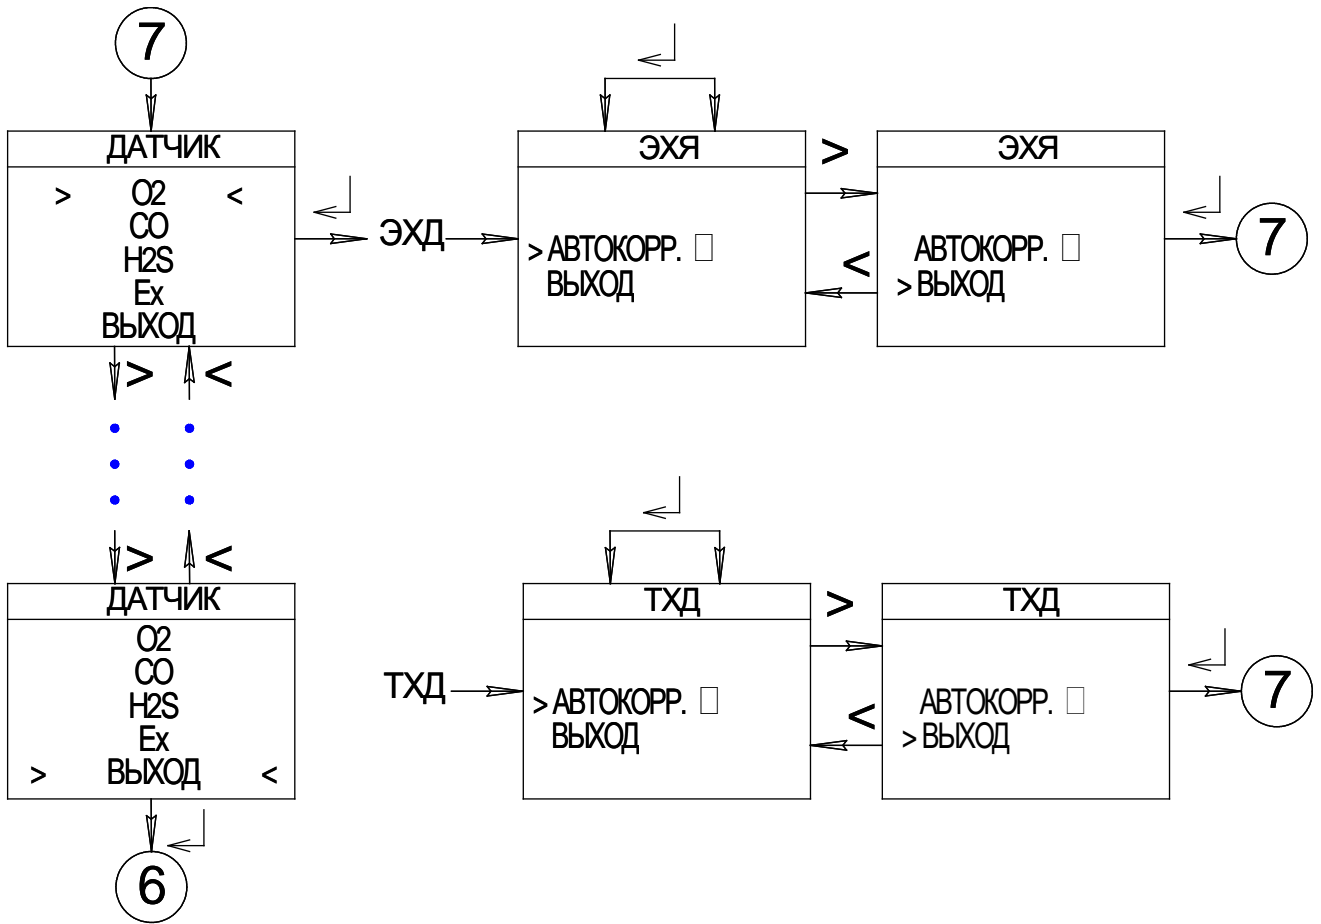 7
ДАТЧИК
> O2 <
CO
H2S
Ex
ВЫХОД
ЭХД
ЭХЯ
> АВТОКОРР. □
ВЫХОД
>
<
ЭХЯ
АВТОКОРР. □
> ВЫХОД
7
> <
> <
ДАТЧИК
O2
CO
H2S
Ex
> ВЫХОД <
6
ТХД
ТХД
> АВТОКОРР. □
ВЫХОД
>
<
ТХД
АВТОКОРР. □
> ВЫХОД
7